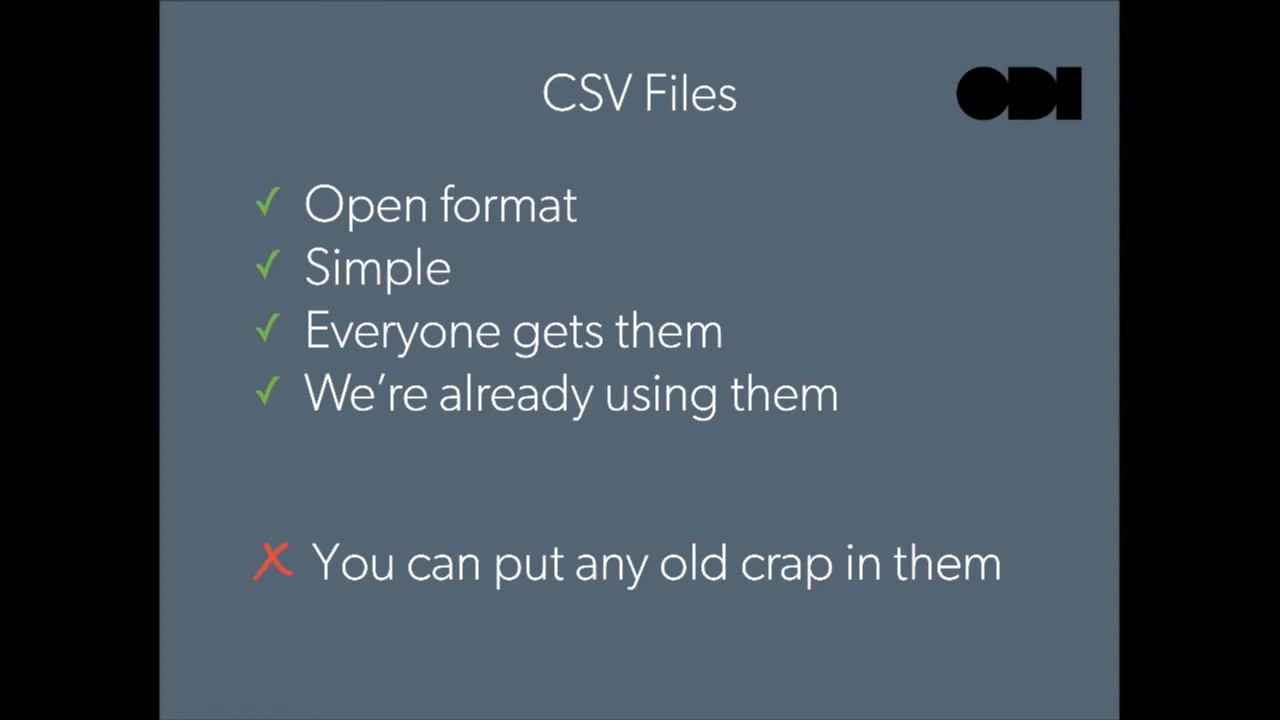 CSV Files
ODI
✓ Open format
✓ Simple
✓ Everyone gets them
✓ We’re already using them
✗ You can put any old crap in them